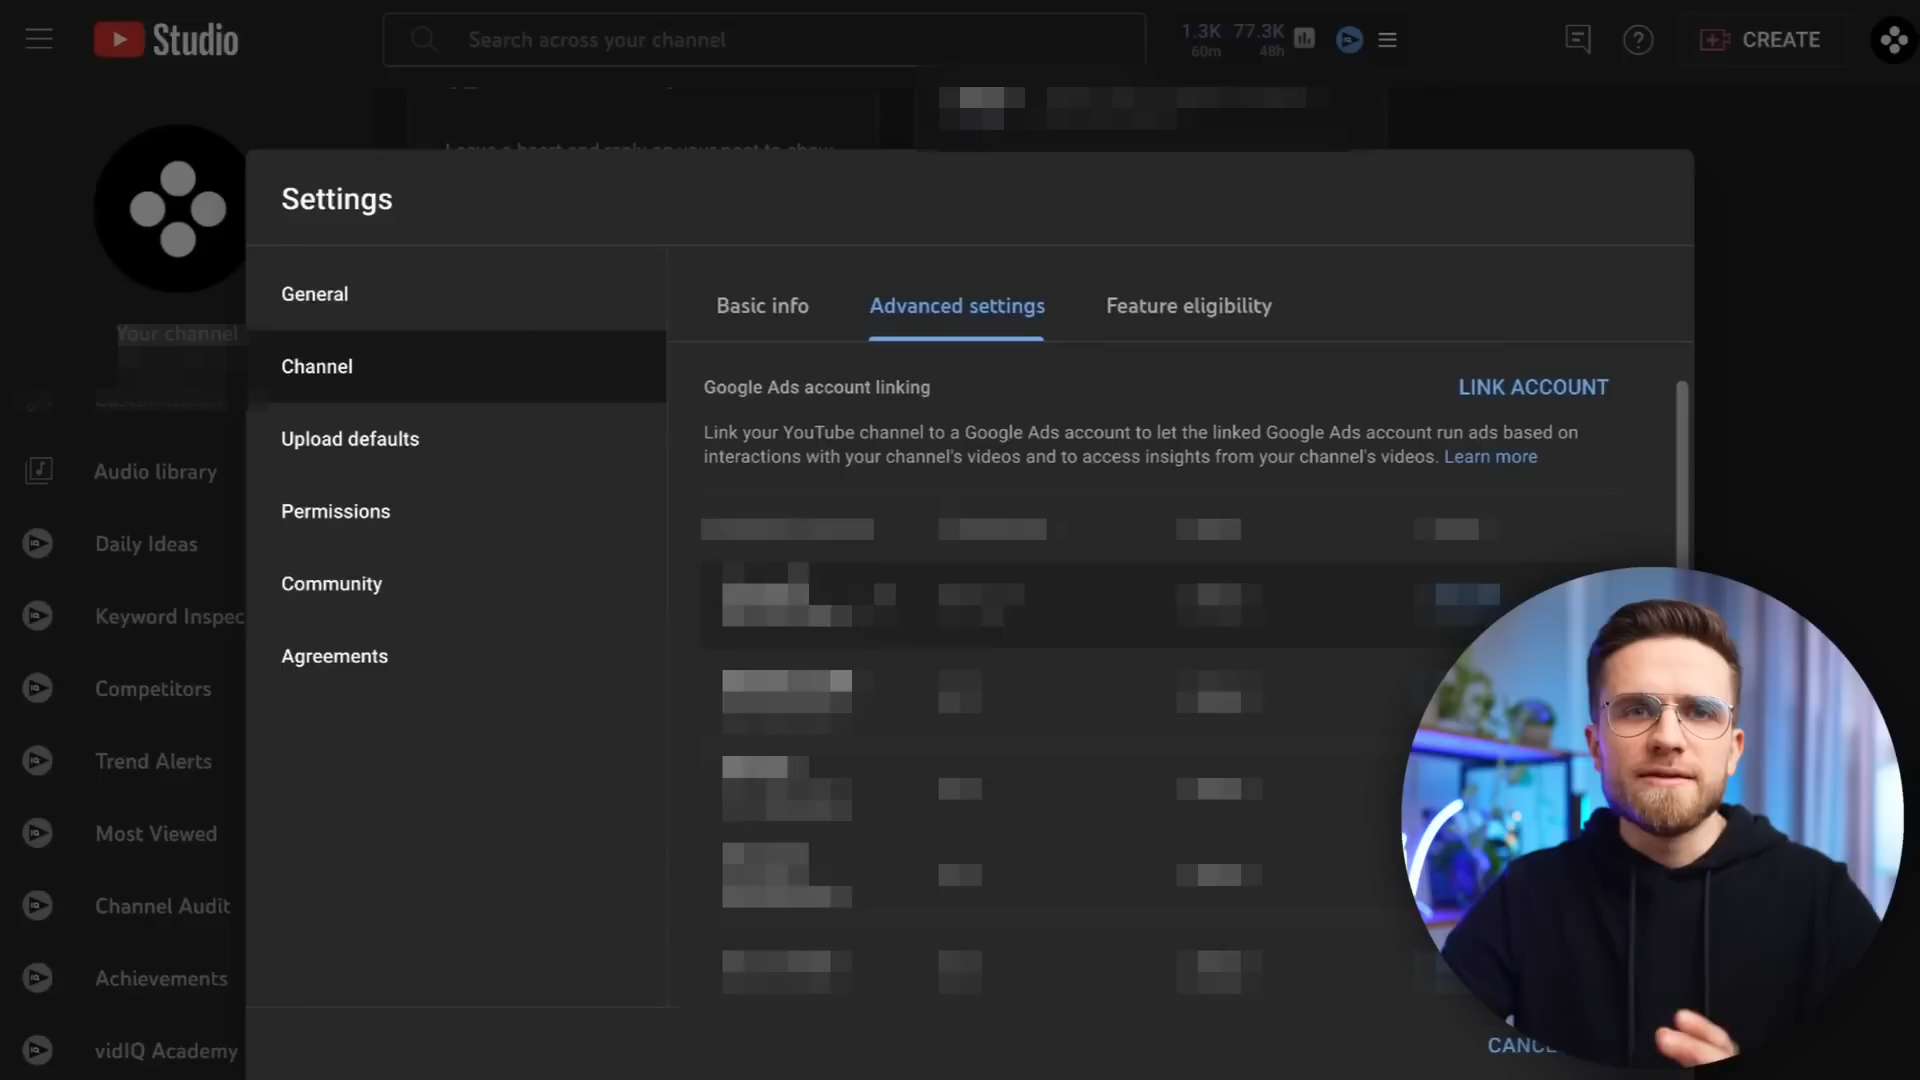 Studio
Search across your channel
1.3K 77.3K
60m 48h
CREATE
Your channel
Audio library
Daily Ideas
Keyword Inspec
Competitors
Trend Alerts
Most Viewed
Channel Audit
Achievements
vidIQ Academy
Settings
General
Channel
Upload defaults
Permissions
Community
Agreements
Basic info
Advanced settings
Feature eligibility
Google Ads account linking
LINK ACCOUNT
Link your YouTube channel to a Google Ads account to let the linked Google Ads account run ads based on
interactions with your channel's videos and to access insights from your channel's videos. Learn more
CANCE